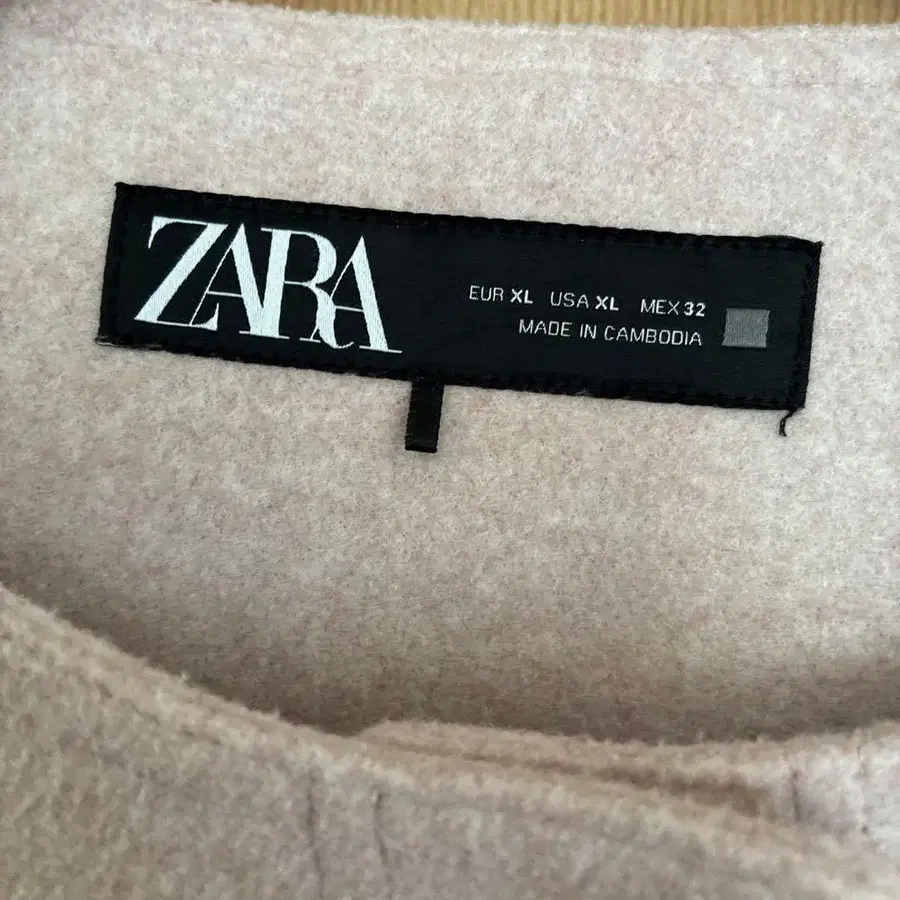 ZARA
EUR XL USA XL MEX 32
MADE IN CAMBODIA